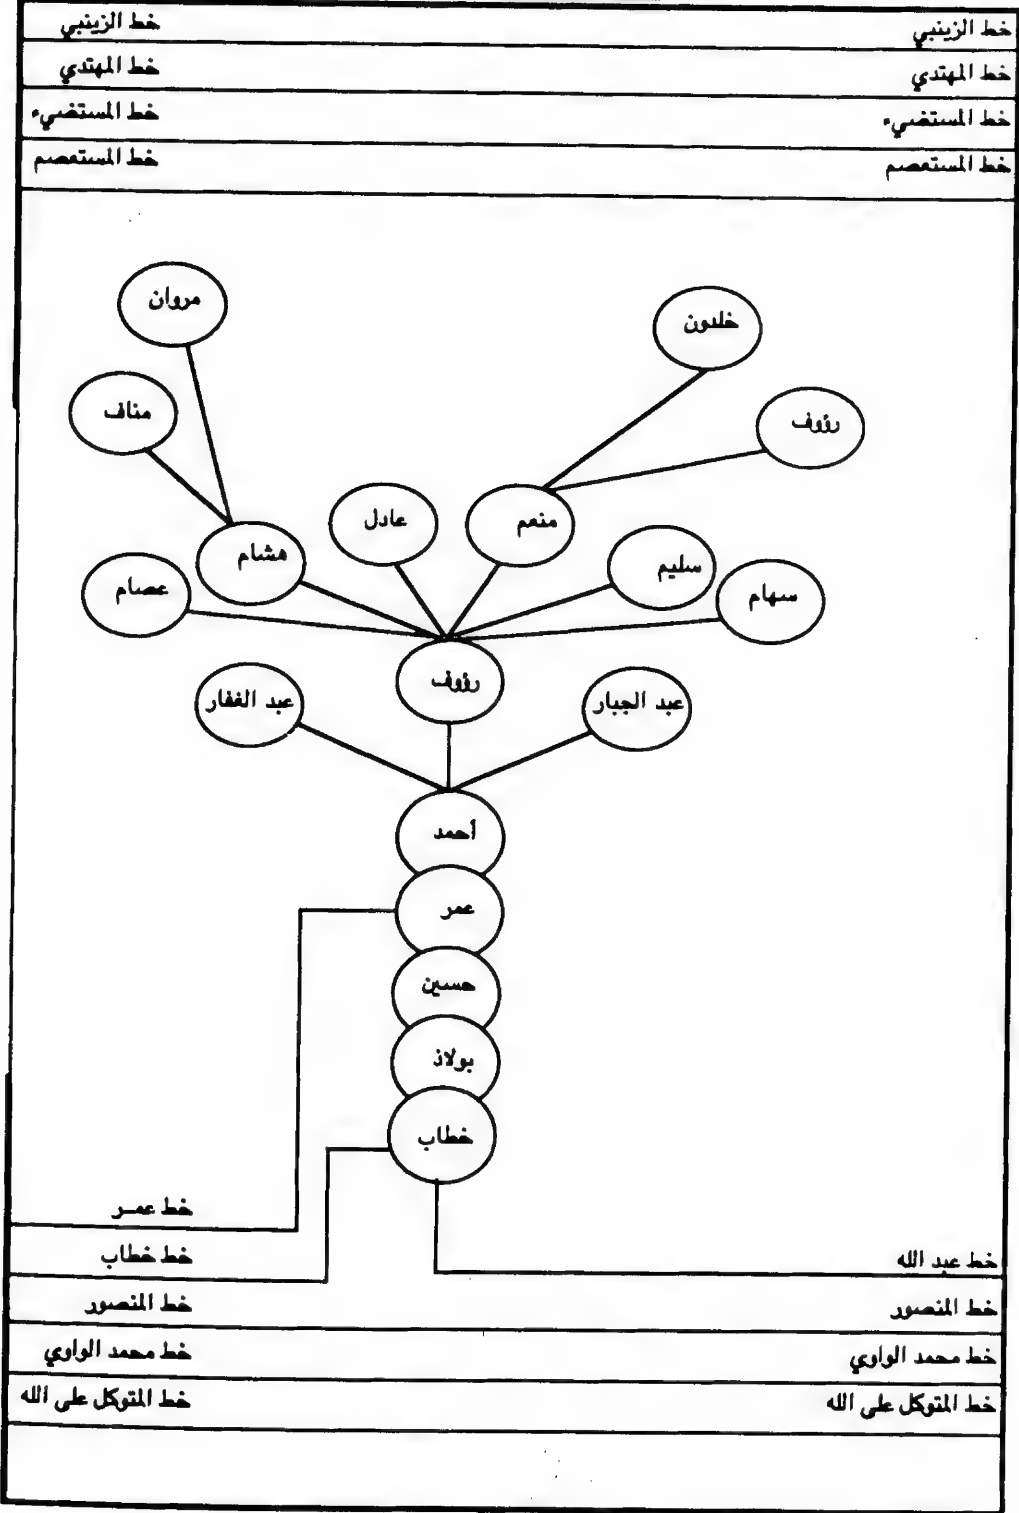 خط الزينبي خط الزينبي
خط المهتدي خط المهتدي
خط المستضيء خط المستضيء
خط المستعصم خط المستعصم
مروان
خلدون
مناف
رؤوف
عادل
منعم
هشام
سليم
عصام
سهام
رؤوف
عبد الجبار
عبد الغفار
أحمد
عمر
حسين
بولاذ
خطاب
خط عمـر
خط عبد الله خط خطاب
خط المنصور خط المنصور
خط محمد الواوي خط محمد الواوي
خط المتوكل على الله خط المتوكل على الله